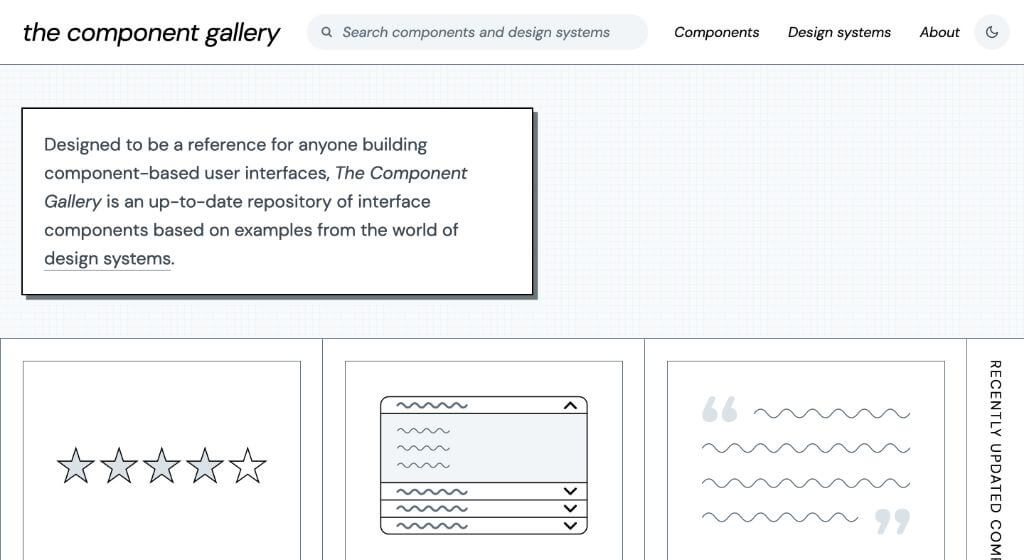 the component gallery
Search components and design systems
Components
Design systems
About
Designed to be a reference for anyone building
component-based user interfaces, The Component
Gallery is an up-to-date repository of interface
components based on examples from the world of
design systems.
RECENTLY UPDATED